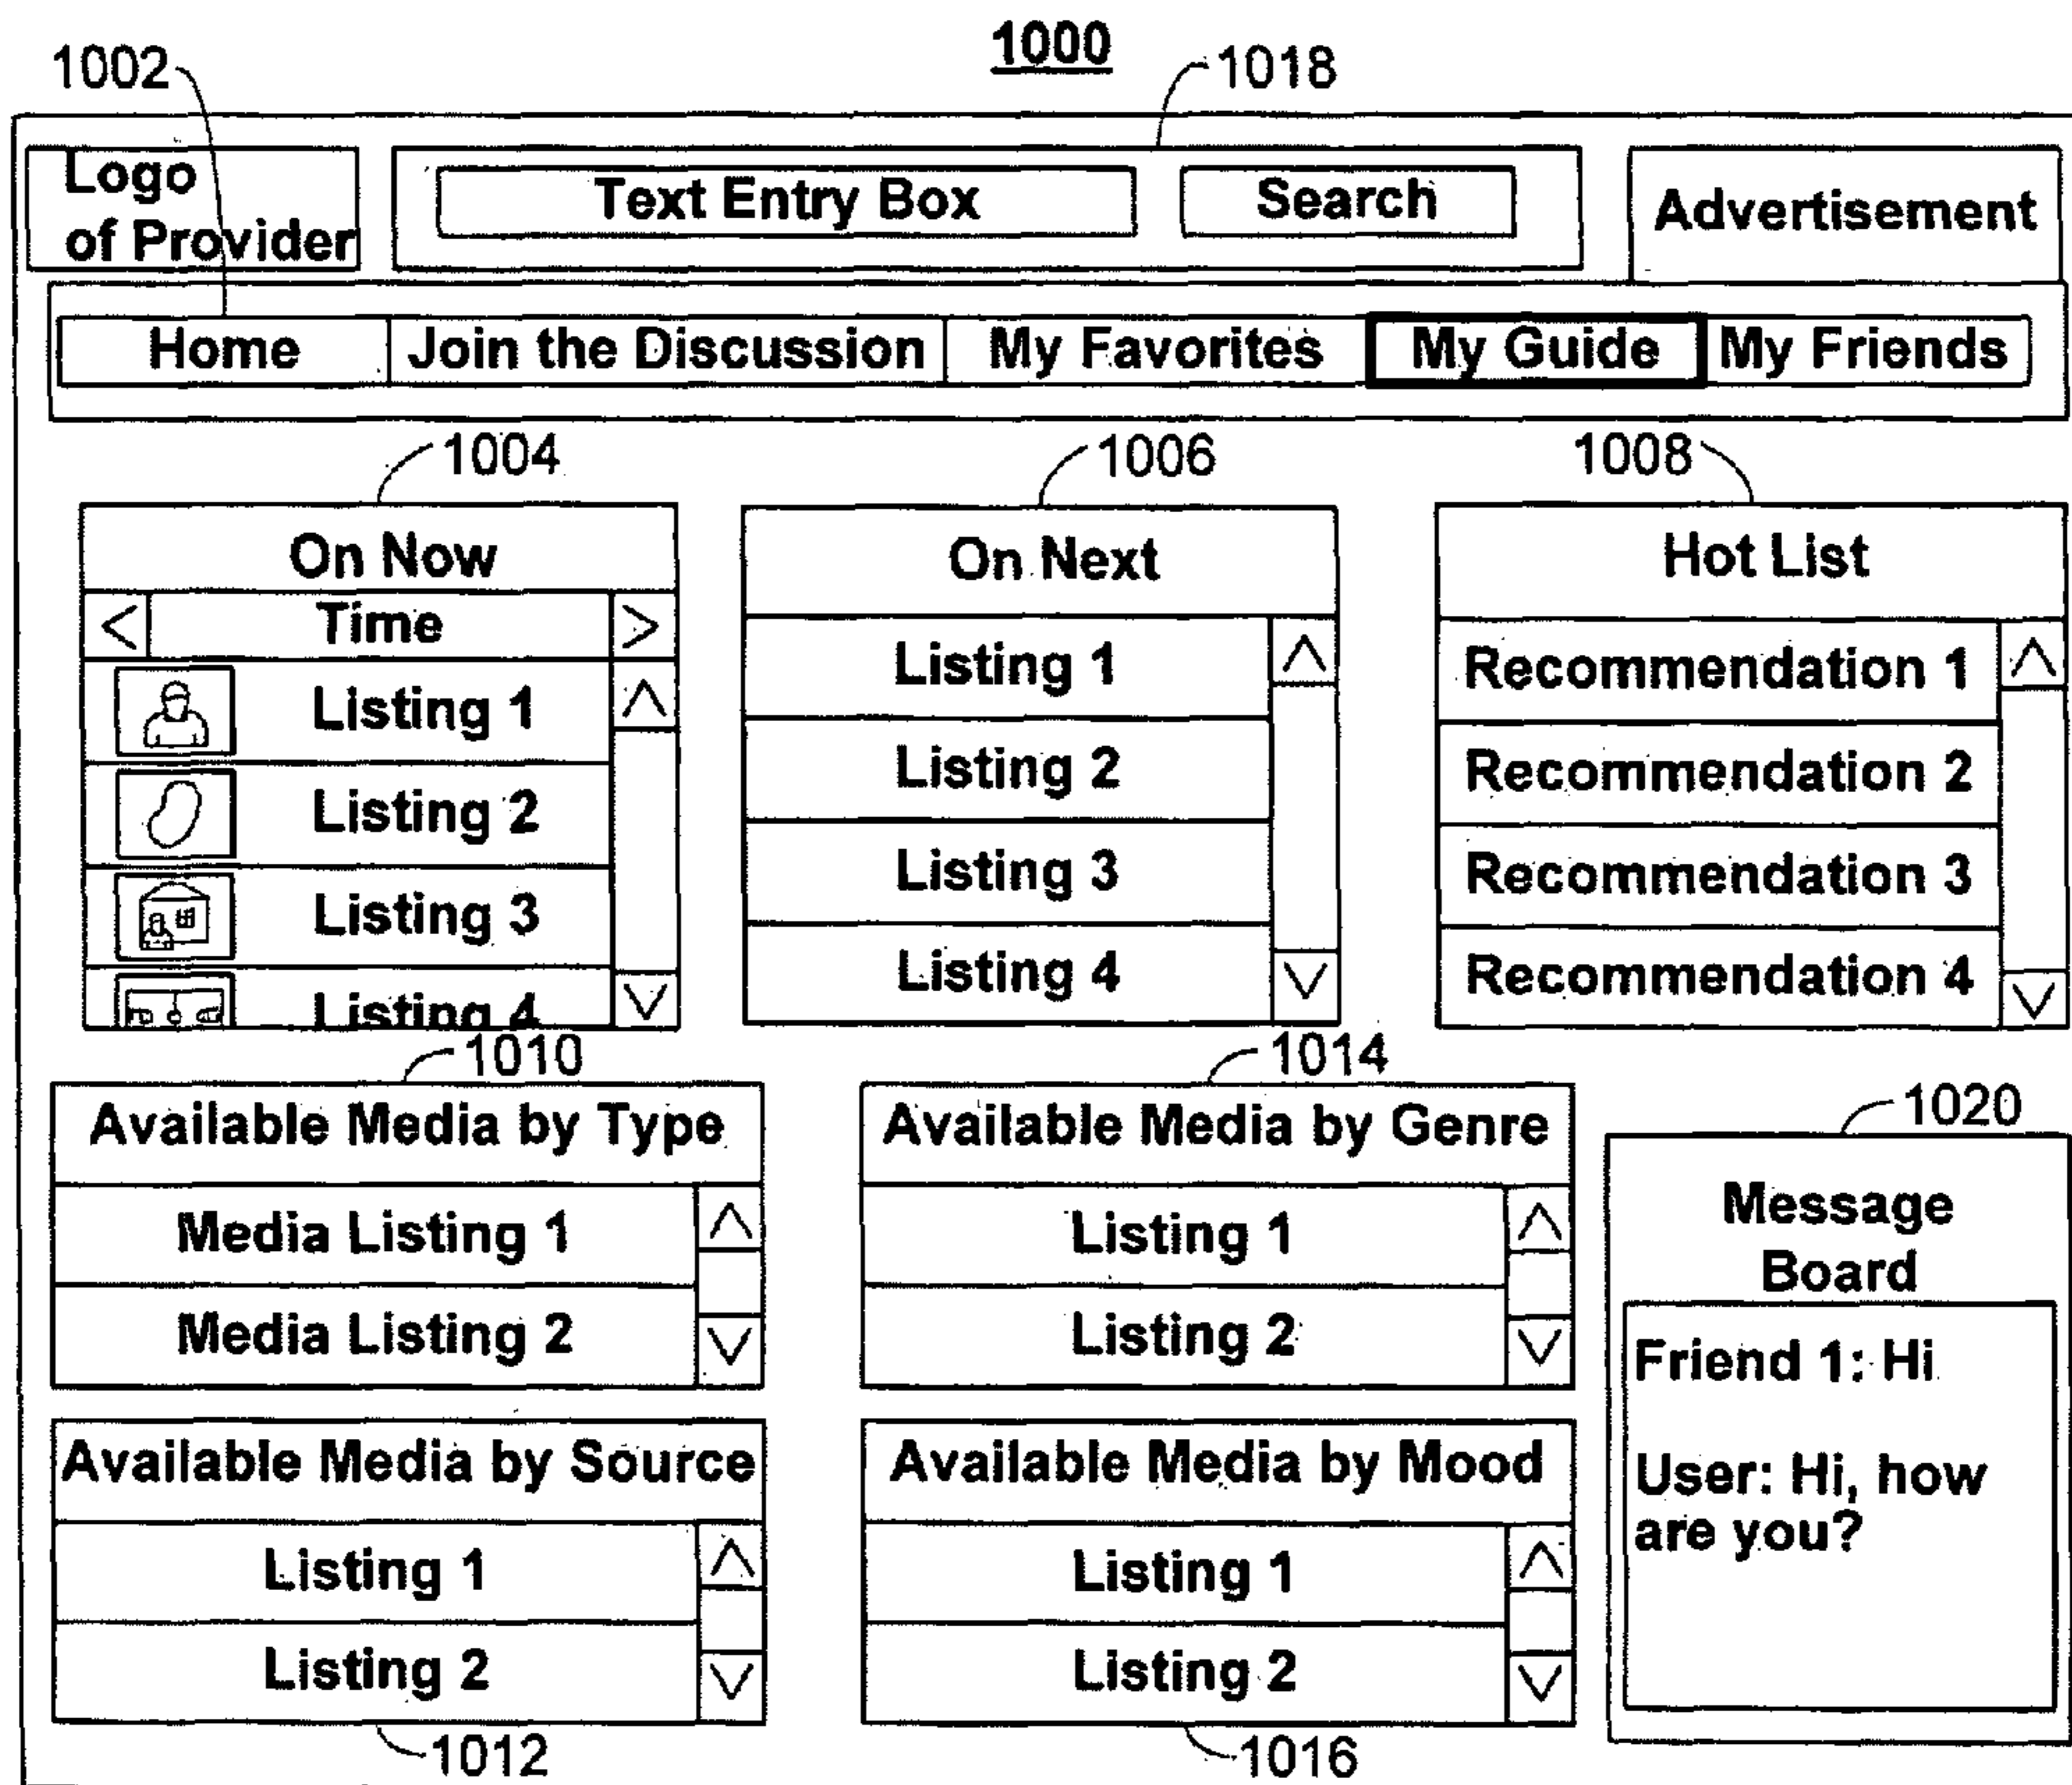 1000
1002
1018
Logo
of Provider
Text Entry Box
Search
Advertisement
Home
Join the Discussion
My Favorites
My Guide
My Friends
1004
1006
1008
On Now
< Time >
Listing 1
Listing 2
Listing 3
Listing 4
On Next
Listing 1
Listing 2
Listing 3
Listing 4
Hot List
Recommendation 1
Recommendation 2
Recommendation 3
Recommendation 4
1010
Available Media by Type
Media Listing 1
Media Listing 2
1014
Available Media by Genre
Listing 1
Listing 2
1020
Message
Board
Friend 1: Hi
User: Hi, how
are you?
Available Media by Source
Listing 1
Listing 2
1012
Available Media by Mood
Listing 1
Listing 2
1016